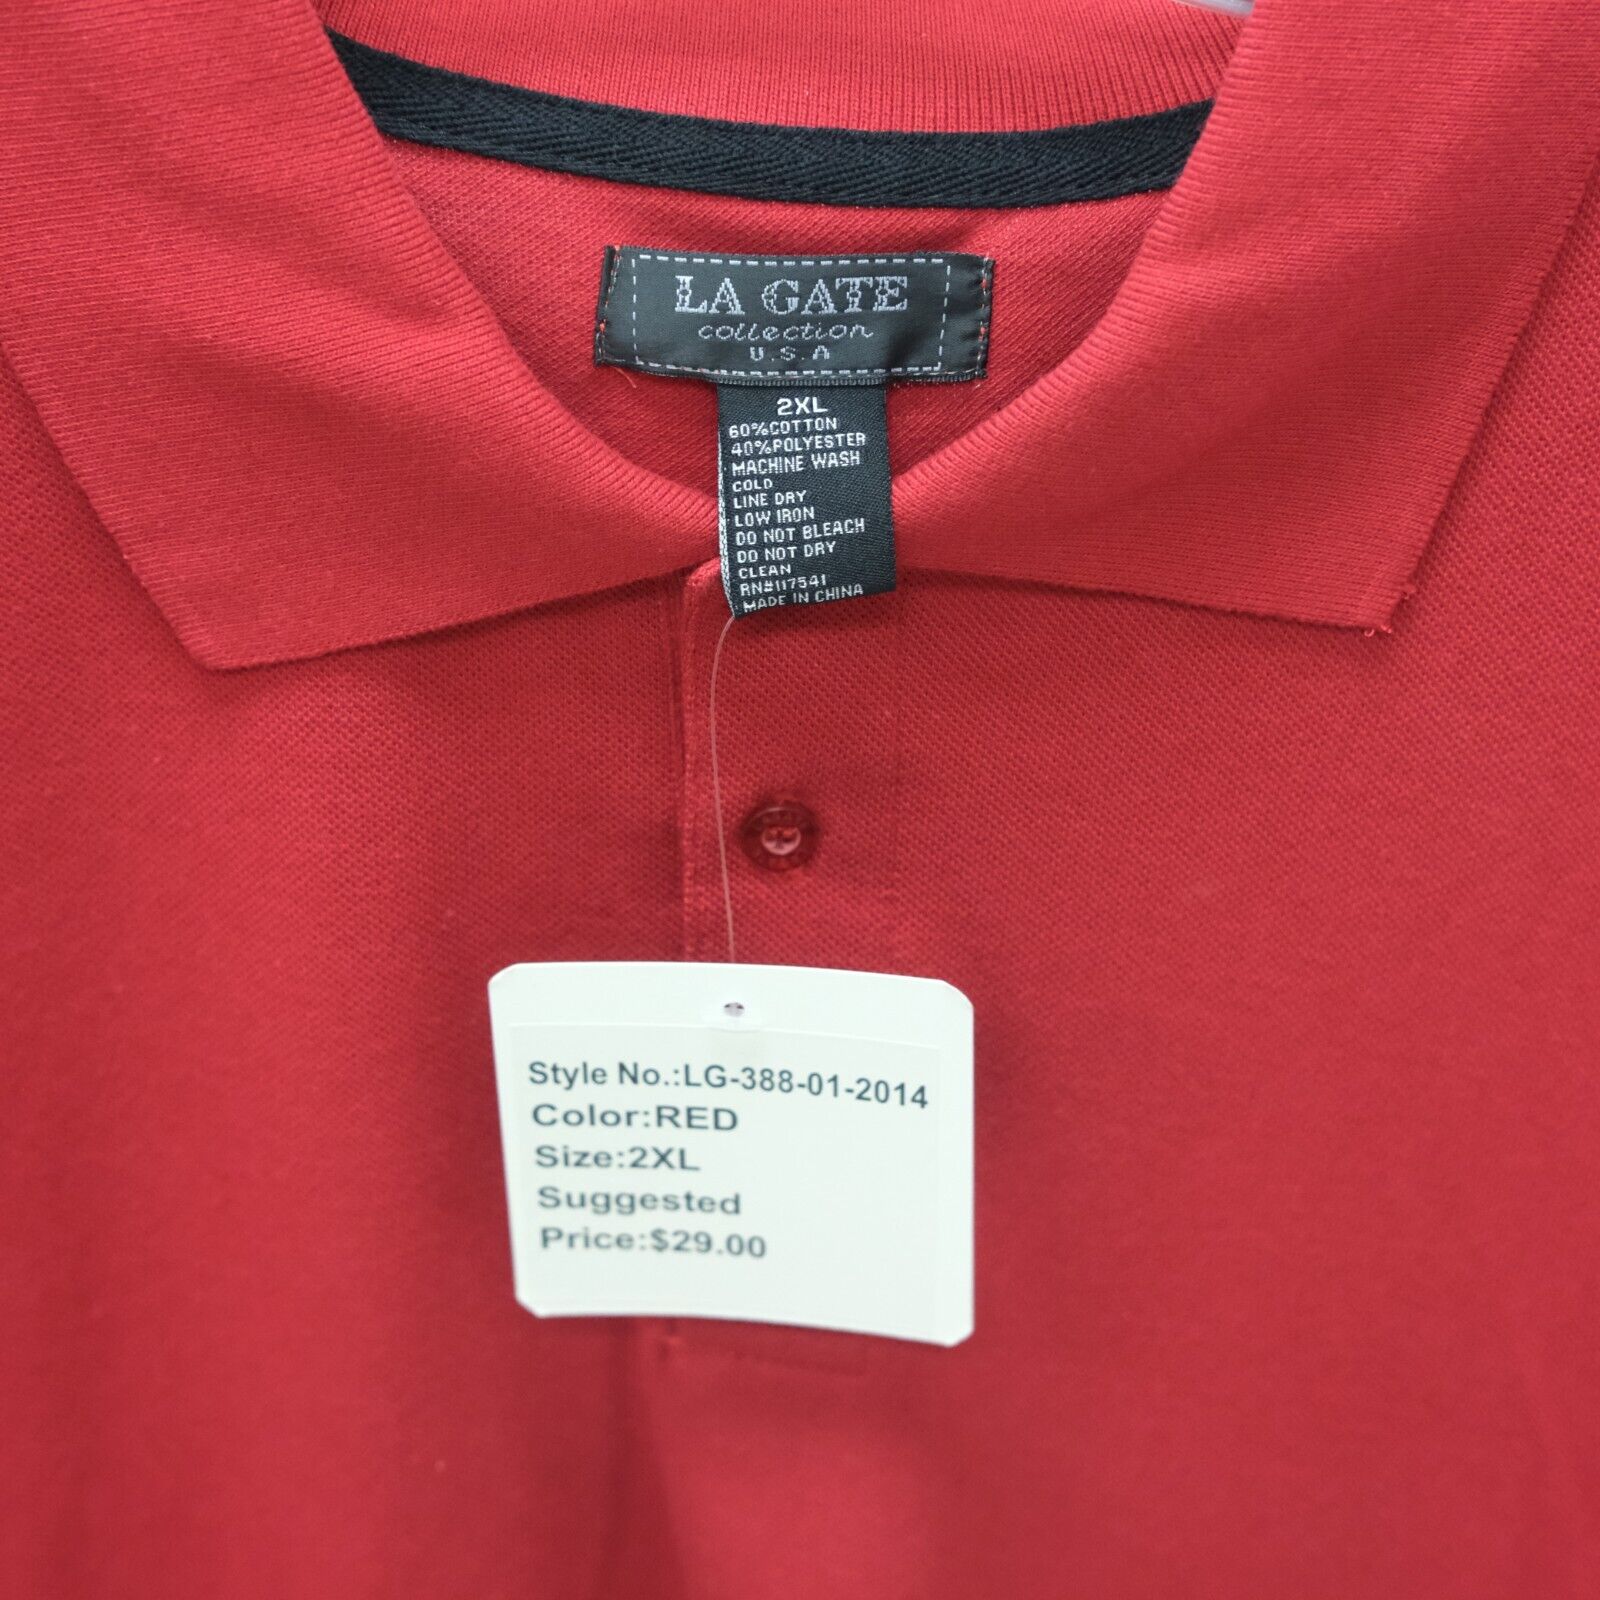 LA GATE
collection
U.S.A
2XL
60%COTTON
40%POLYESTER
MACHINE WASH
COLD
LINE DRY
LOW IRON
DO NOT BLEACH
DO NOT DRY
CLEAN
RN#117541
MADE IN CHINA
Style No.:LG-388-01-2014
Color:RED
Size:2XL
Suggested
Price:$29.00